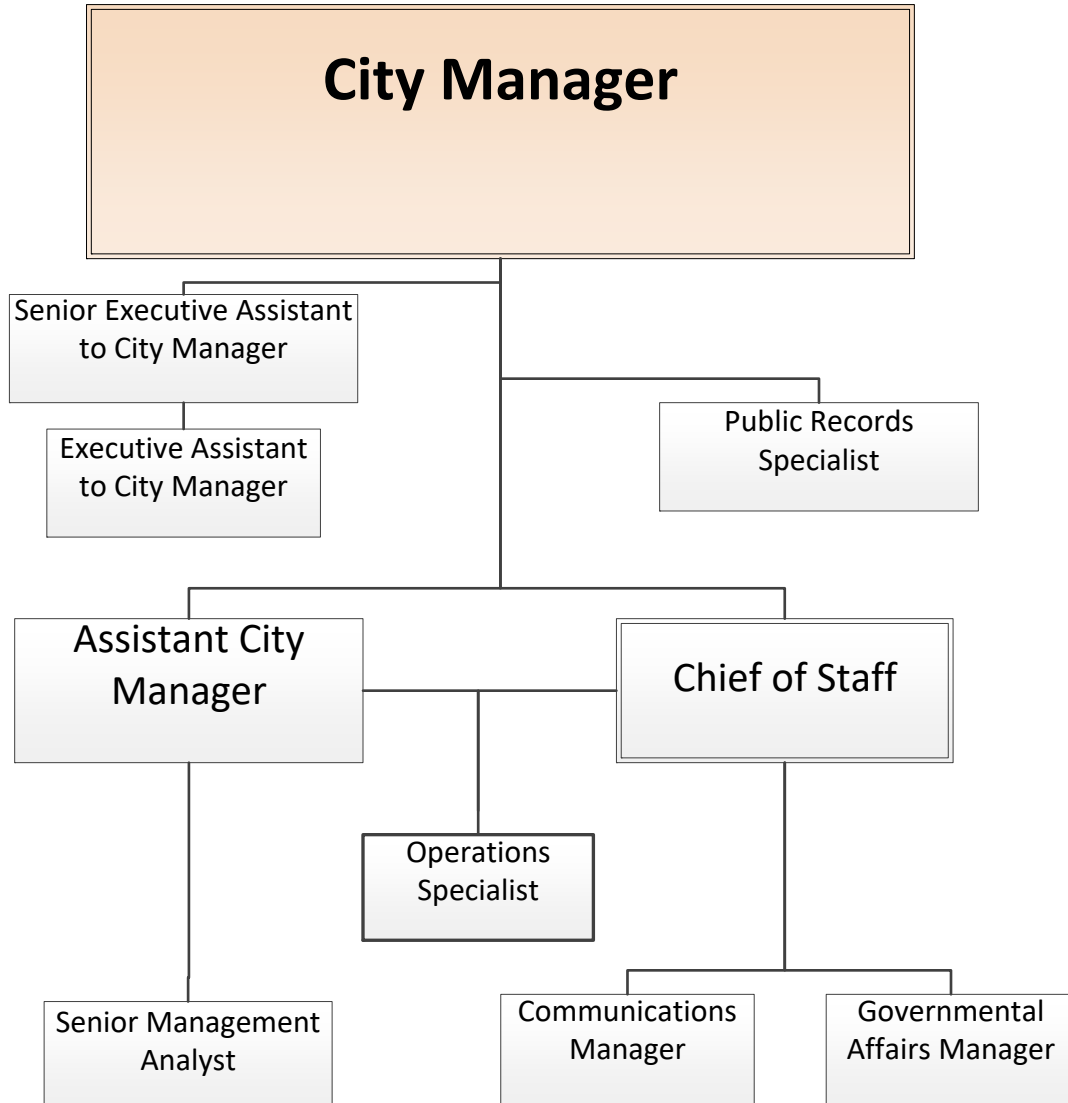 City Manager
Senior Executive Assistant
to City Manager
Executive Assistant
to City Manager
Public Records
Specialist
Assistant City
Manager
Chief of Staff
Operations
Specialist
Senior Management
Analyst
Communications
Manager
Governmental
Affairs Manager